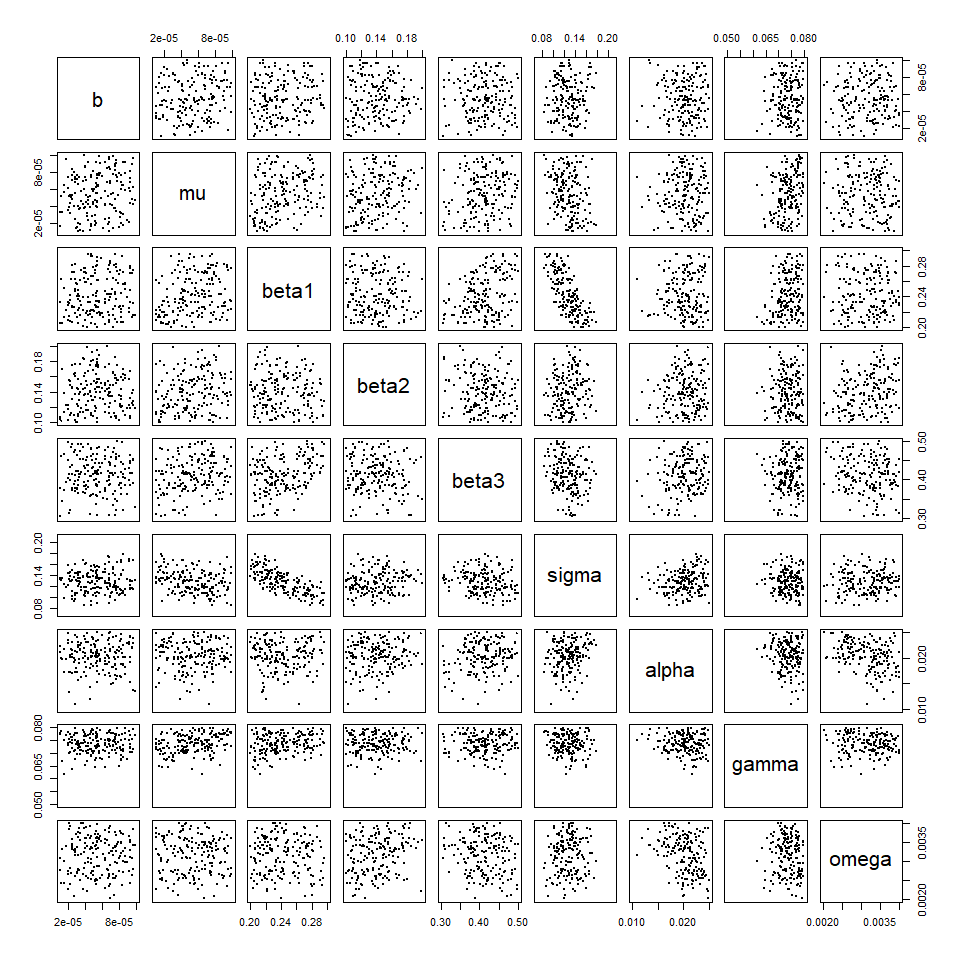 2e-05 8e-05 0.10 0.14 0.18 0.08 0.14 0.20 0.050 0.065 0.080
b 2e-05 8e-05
2e-05 8e-05 mu
beta1 0.20 0.24 0.28
0.10 0.14 0.18 beta2
beta3 0.30 0.40 0.50
0.08 0.14 0.20 sigma
alpha 0.010 0.020
0.050 0.065 0.080 gamma
omega 0.0020 0.0035
2e-05 8e-05 0.20 0.24 0.28 0.30 0.40 0.50 0.010 0.020 0.0020 0.0035